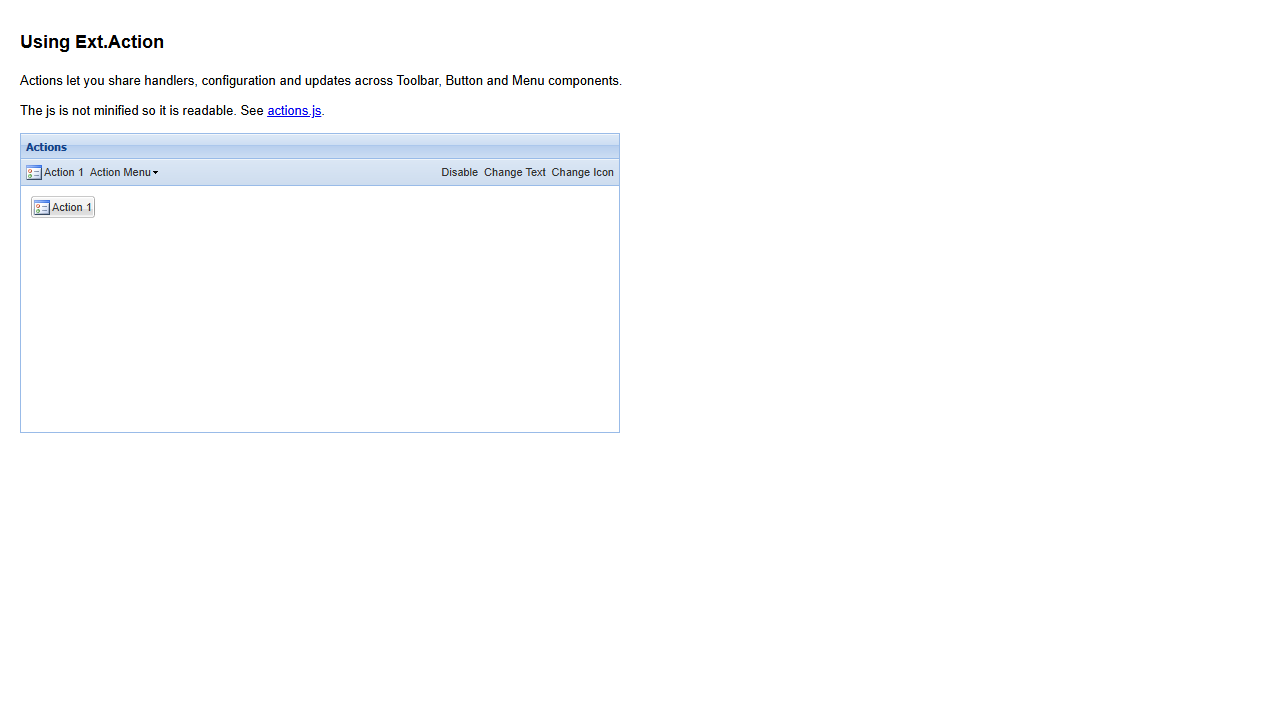 Using Ext.Action
Actions let you share handlers, configuration and updates across Toolbar, Button and Menu components.
The js is not minified so it is readable. See actions.js.
Actions
Action 1 Action Menu Disable Change Text Change Icon
Action 1